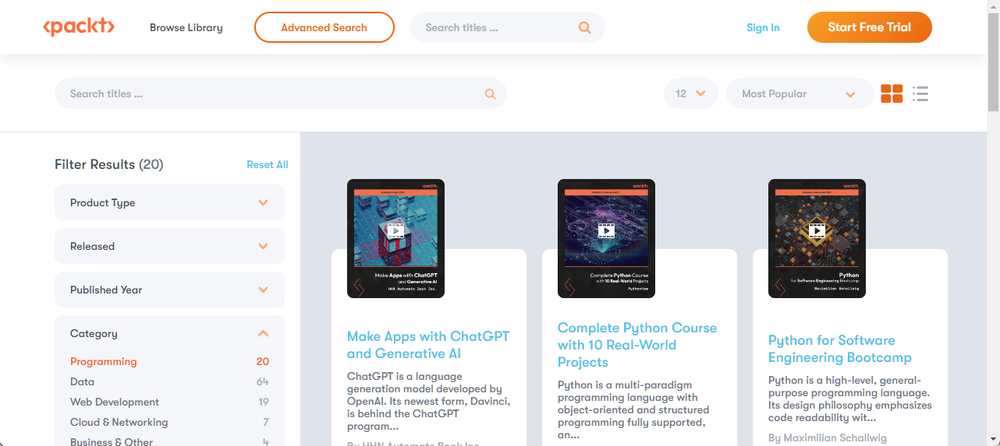 <packt>
Browse Library
Advanced Search
Search titles ...
Sign In
Start Free Trial
Search titles ...
12
Most Popular
Filter Results (20)
Reset All
Product Type
Released
Published Year
Category
Programming 20
Data 64
Web Development 19
Cloud & Networking 7
Business & Other 4
<packt>
Make Apps with ChatGPT
and Generative AI
HHN Automate Book Inc.
Make Apps with ChatGPT
and Generative AI
ChatGPT is a language
generation model developed by
OpenAI. Its newest form, Davinci,
is behind the ChatGPT
program...
By HHN Automate Book Inc.
<packt>
Complete Python Course
with 10 Real-World Projects
PythonHow
Complete Python Course
with 10 Real-World
Projects
Python is a multi-paradigm
programming language with
object-oriented and structured
programming fully supported,
an...
<packt>
Python
for Software Engineering Bootcamp
Maximilian Schallwig
Python for Software
Engineering Bootcamp
Python is a high-level, general-
purpose programming language.
Its design philosophy emphasizes
code readability wit...
By Maximilian Schallwig